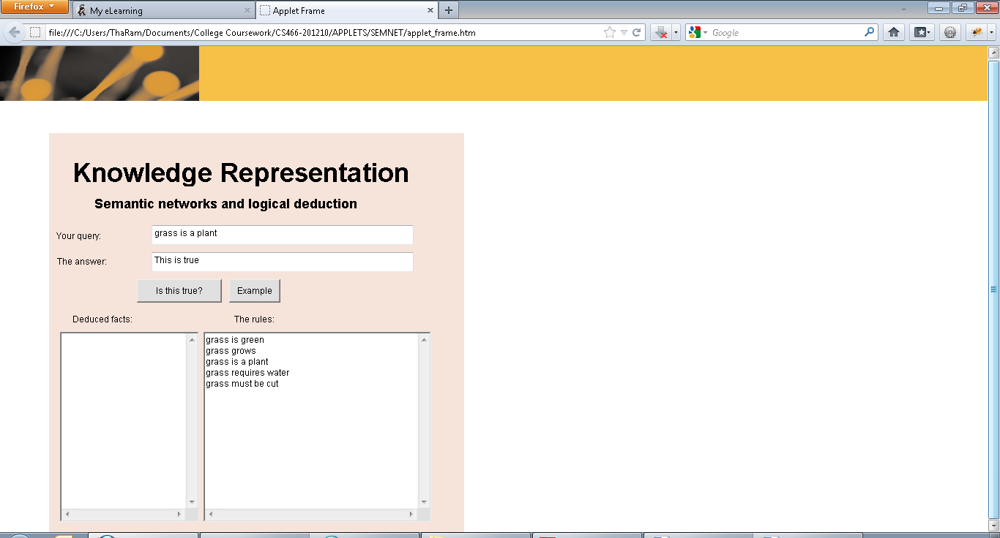 Firefox
My eLearning
Applet Frame
file:///C:/Users/ThaRam/Documents/College Coursework/CS466-201210/APPLETS/SEMNET/applet_frame.htm
Google
Knowledge Representation
Semantic networks and logical deduction
Your query:
grass is a plant
The answer:
This is true
Is this true?
Example
Deduced facts:
The rules:
grass is green
grass grows
grass is a plant
grass requires water
grass must be cut